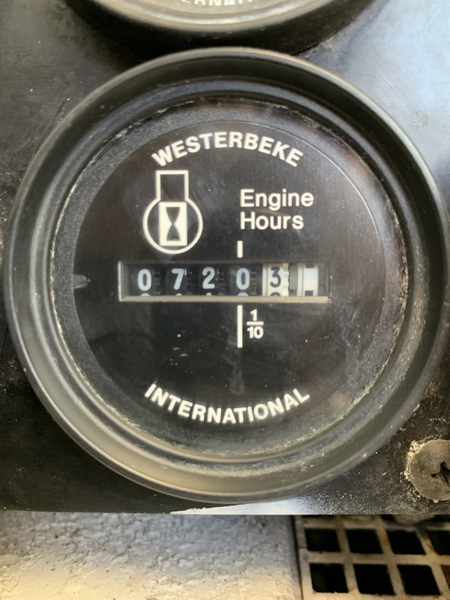 WESTERBEKE
Engine
Hours
07203
1/10
INTERNATIONAL